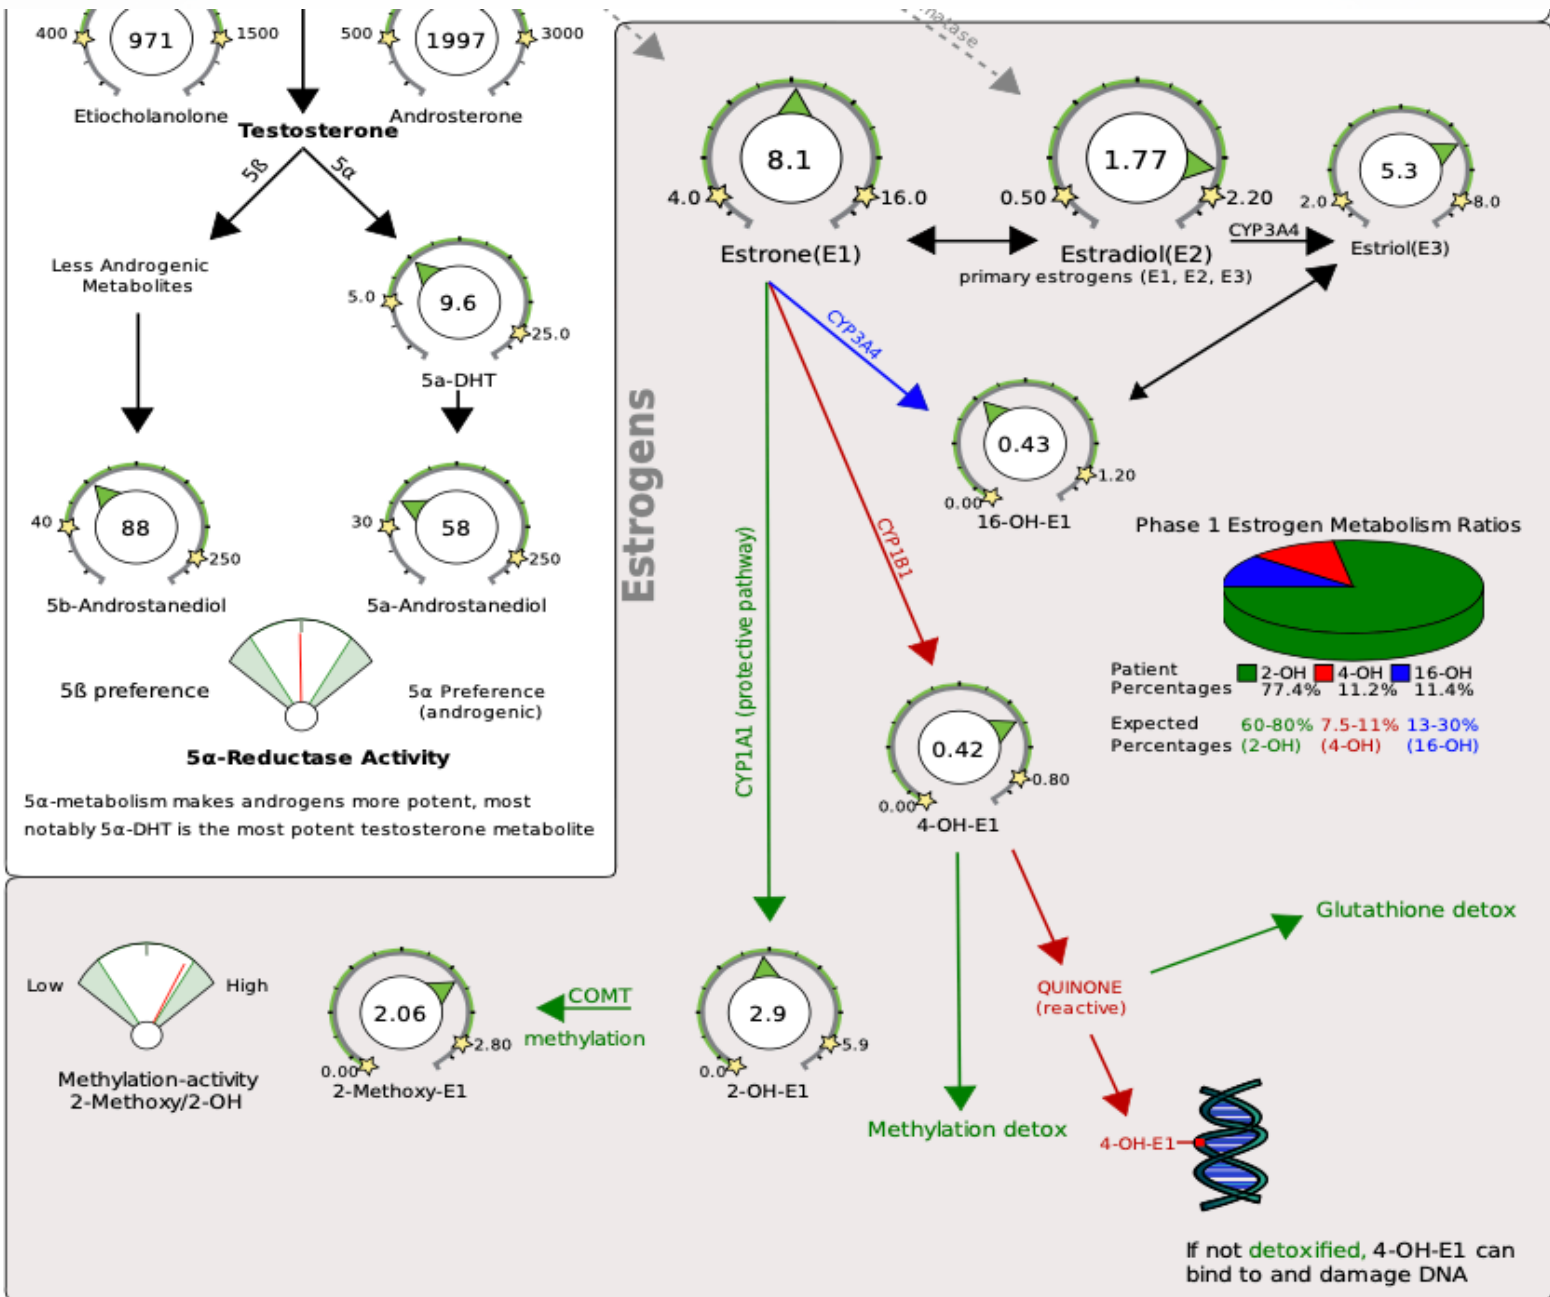 400
971
1500
Etiocholanolone
500
1997
3000
Androsterone
Testosterone
5ß
5α
Less Androgenic
Metabolites
5.0
9.6
25.0
5a-DHT
40
88
250
5b-Androstanediol
30
58
250
5a-Androstanediol
5ß preference
5α Preference
(androgenic)
5α-Reductase Activity
5α-metabolism makes androgens more potent, most
notably 5α-DHT is the most potent testosterone metabolite
Estrogens
4.0
8.1
16.0
Estrone(E1)
0.50
1.77
2.20
Estradiol(E2)
primary estrogens (E1, E2, E3)
CYP3A4
2.0
5.3
8.0
Estriol(E3)
CYP3A4
0.00
0.43
1.20
16-OH-E1
CYP1B1
CYP1A1 (protective pathway)
Phase 1 Estrogen Metabolism Ratios
Patient
Percentages
2-OH
77.4%
4-OH
11.2%
16-OH
11.4%
Expected
Percentages
60-80%
(2-OH)
7.5-11%
(4-OH)
13-30%
(16-OH)
0.00
0.42
0.80
4-OH-E1
Low
High
Methylation-activity
2-Methoxy/2-OH
0.00
2.06
2.80
2-Methoxy-E1
COMT
methylation
0.0
2.9
5.9
2-OH-E1
Methylation detox
Glutathione detox
QUINONE
(reactive)
4-OH-E1
If not detoxified, 4-OH-E1 can
bind to and damage DNA